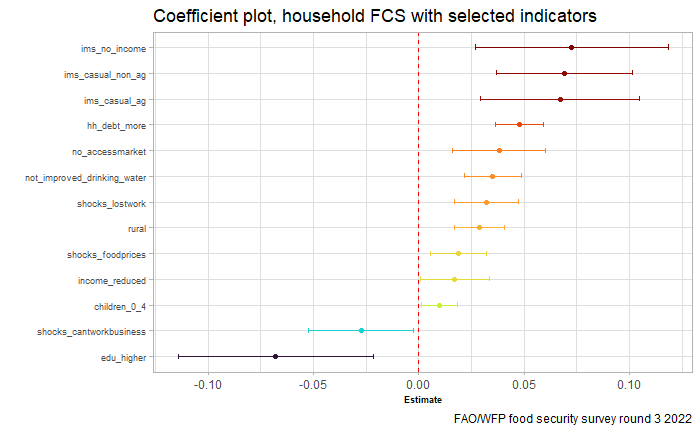 Coefficient plot, household FCS with selected indicators
ims_no_income
ims_casual_non_ag
ims_casual_ag
hh_debt_more
no_accessmarket
not_improved_drinking_water
shocks_lostwork
rural
shocks_foodprices
income_reduced
children_0_4
shocks_cantworkbusiness
edu_higher
-0.10 -0.05 0.00 0.05 0.10
Estimate
FAO/WFP food security survey round 3 2022